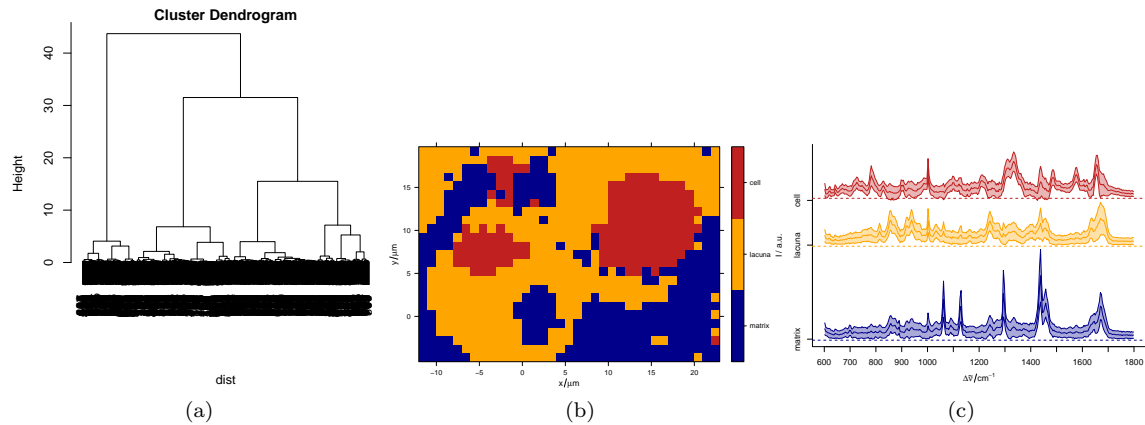 Cluster Dendrogram
Height
0
10
20
30
40
dist
(a)
15
10
5
0
y/μm
−10
−5
0
5
10
15
20
x/μm
cell
lacuna
matrix
(b)
I / a.u.
cell
lacuna
matrix
600
800
900
1000
1200
1400
1600
1800
Δν̃/cm⁻¹
(c)